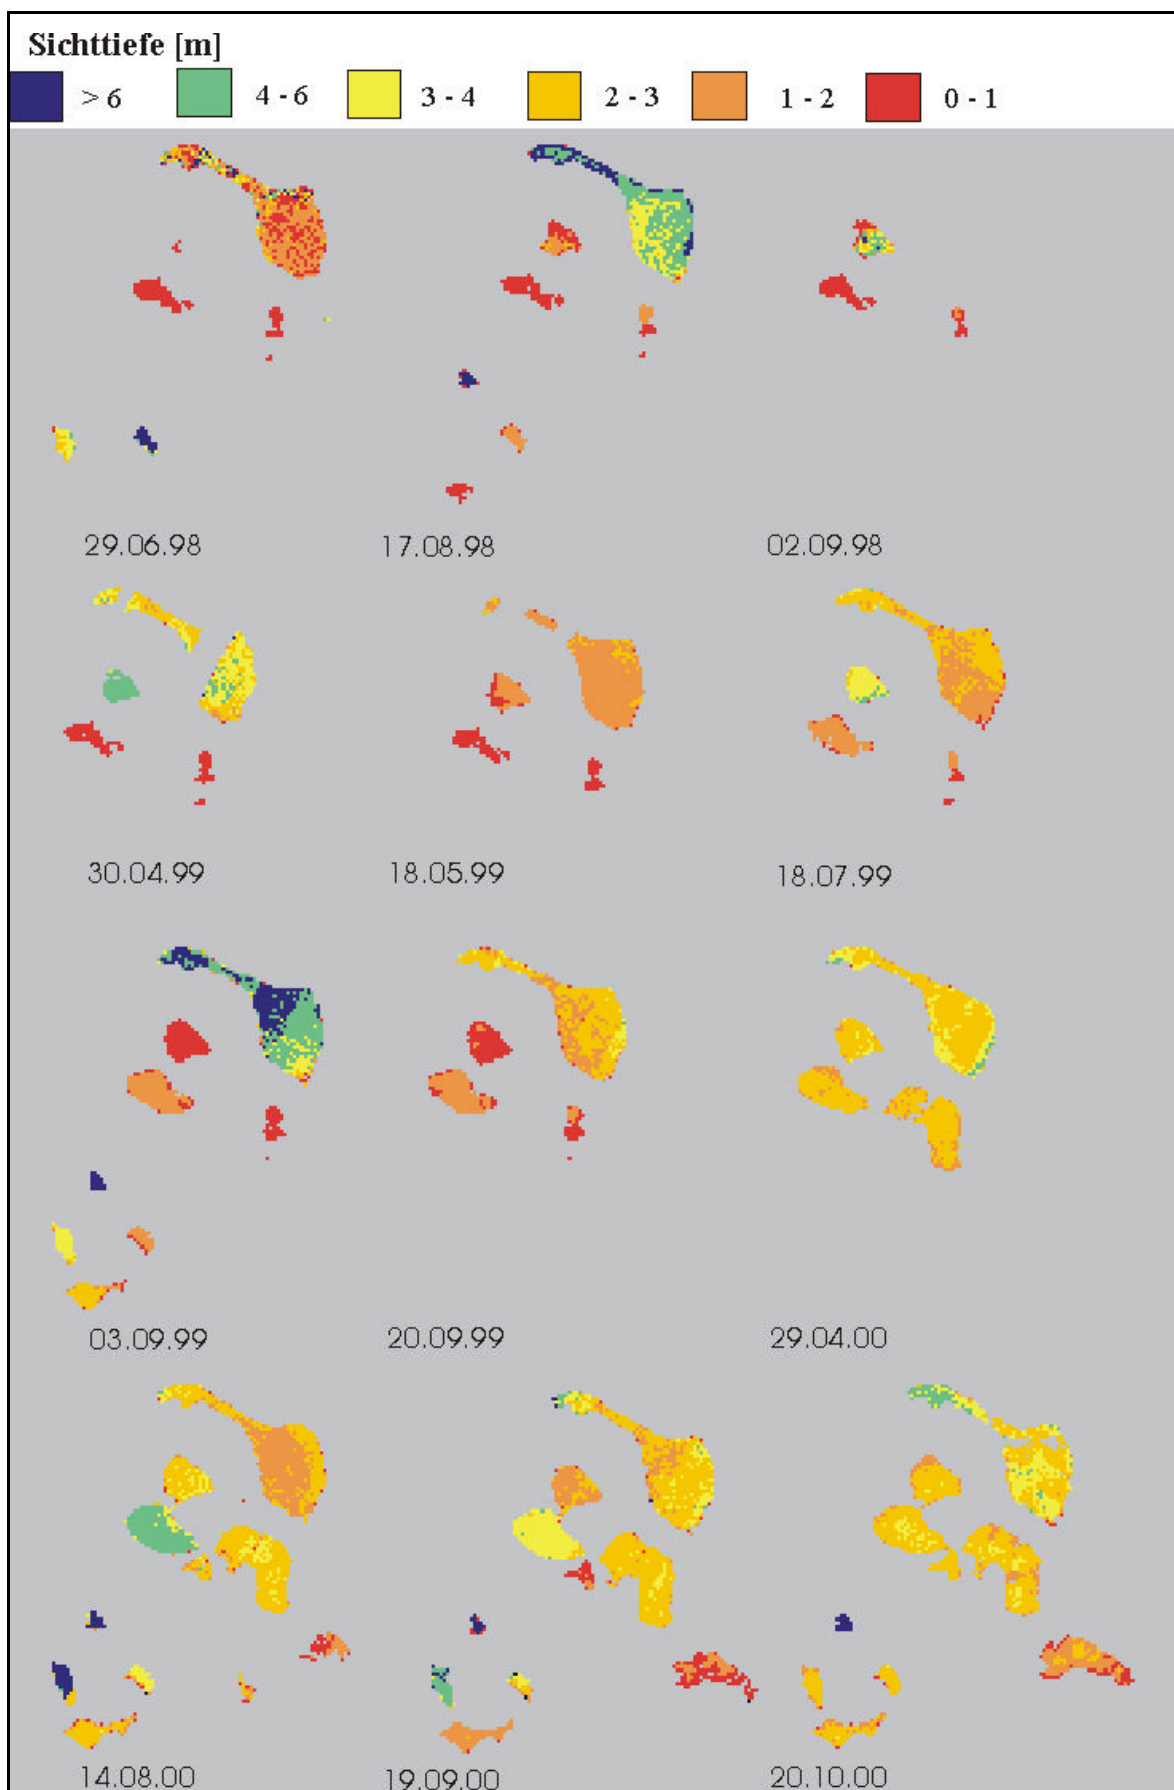 Sichttiefe [m]
> 6 4 - 6 3 - 4 2 - 3 1 - 2 0 - 1
29.06.98 17.08.98 02.09.98
30.04.99 18.05.99 18.07.99
03.09.99 20.09.99 29.04.00
14.08.00 19.09.00 20.10.00